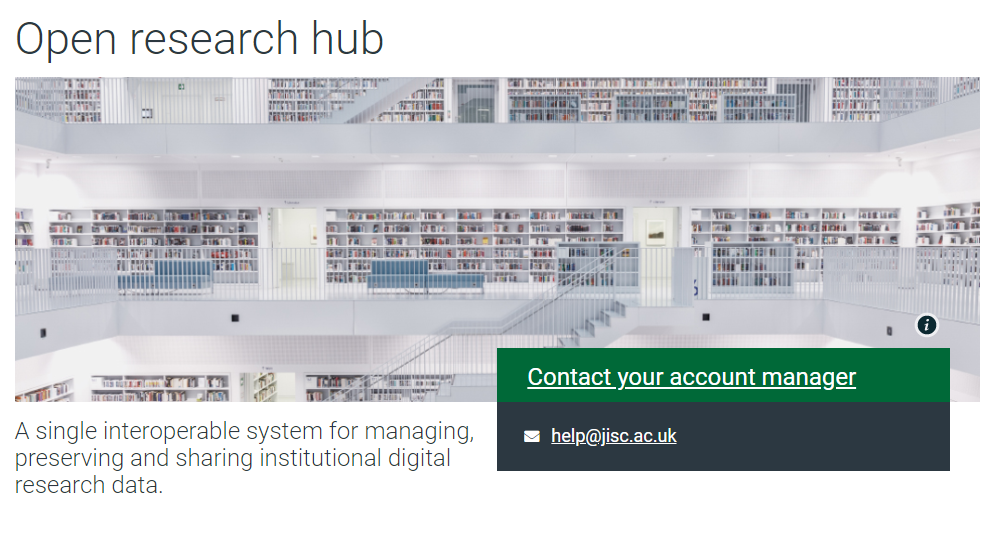 Open research hub
i
Contact your account manager
help@jisc.ac.uk
A single interoperable system for managing,
preserving and sharing institutional digital
research data.